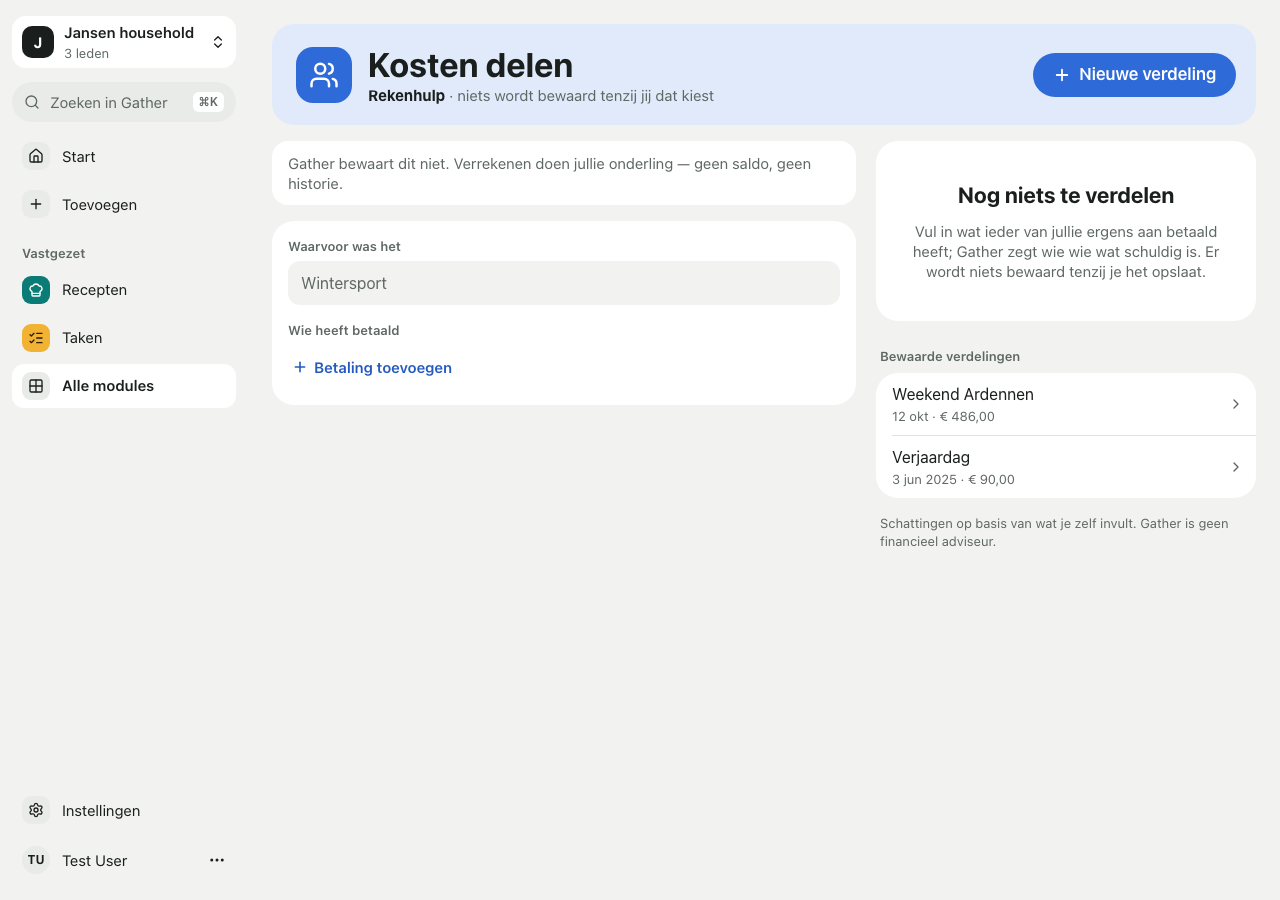 J
Jansen household
3 leden
Zoeken in Gather
⌘K
Start
Toevoegen
Vastgezet
Recepten
Taken
Alle modules
Instellingen
TU
Test User
Kosten delen
Rekenhulp · niets wordt bewaard tenzij jij dat kiest
Nieuwe verdeling
Gather bewaart dit niet. Verrekenen doen jullie onderling — geen saldo, geen
historie.
Waarvoor was het
Wintersport
Wie heeft betaald
Betaling toevoegen
Nog niets te verdelen
Vul in wat ieder van jullie ergens aan betaald
heeft; Gather zegt wie wie wat schuldig is. Er
wordt niets bewaard tenzij je het opslaat.
Bewaarde verdelingen
Weekend Ardennen
12 okt · € 486,00
Verjaardag
3 jun 2025 · € 90,00
Schattingen op basis van wat je zelf invult. Gather is geen
financieel adviseur.